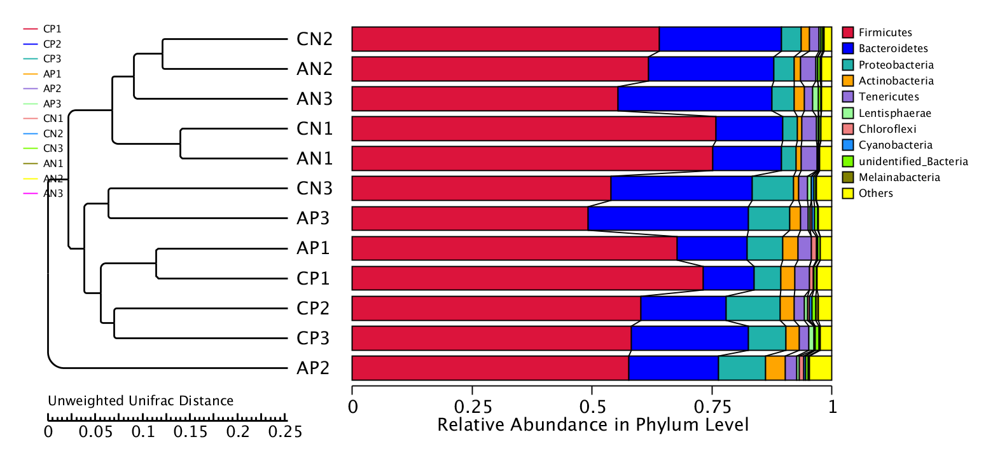 CP1
CP2
CP3
AP1
AP2
AP3
CN1
CN2
CN3
AN1
AN2
AN3
CN2
AN2
AN3
CN1
AN1
CN3
AP3
AP1
CP1
CP2
CP3
AP2
Unweighted Unifrac Distance
0 0.05 0.1 0.15 0.2 0.25
0 0.25 0.5 0.75 1
Relative Abundance in Phylum Level
Firmicutes
Bacteroidetes
Proteobacteria
Actinobacteria
Tenericutes
Lentisphaerae
Chloroflexi
Cyanobacteria
unidentified_Bacteria
Melainabacteria
Others